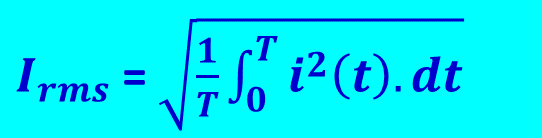 I_rms = √(1/T ∫₀ᵀ i²(t).dt)